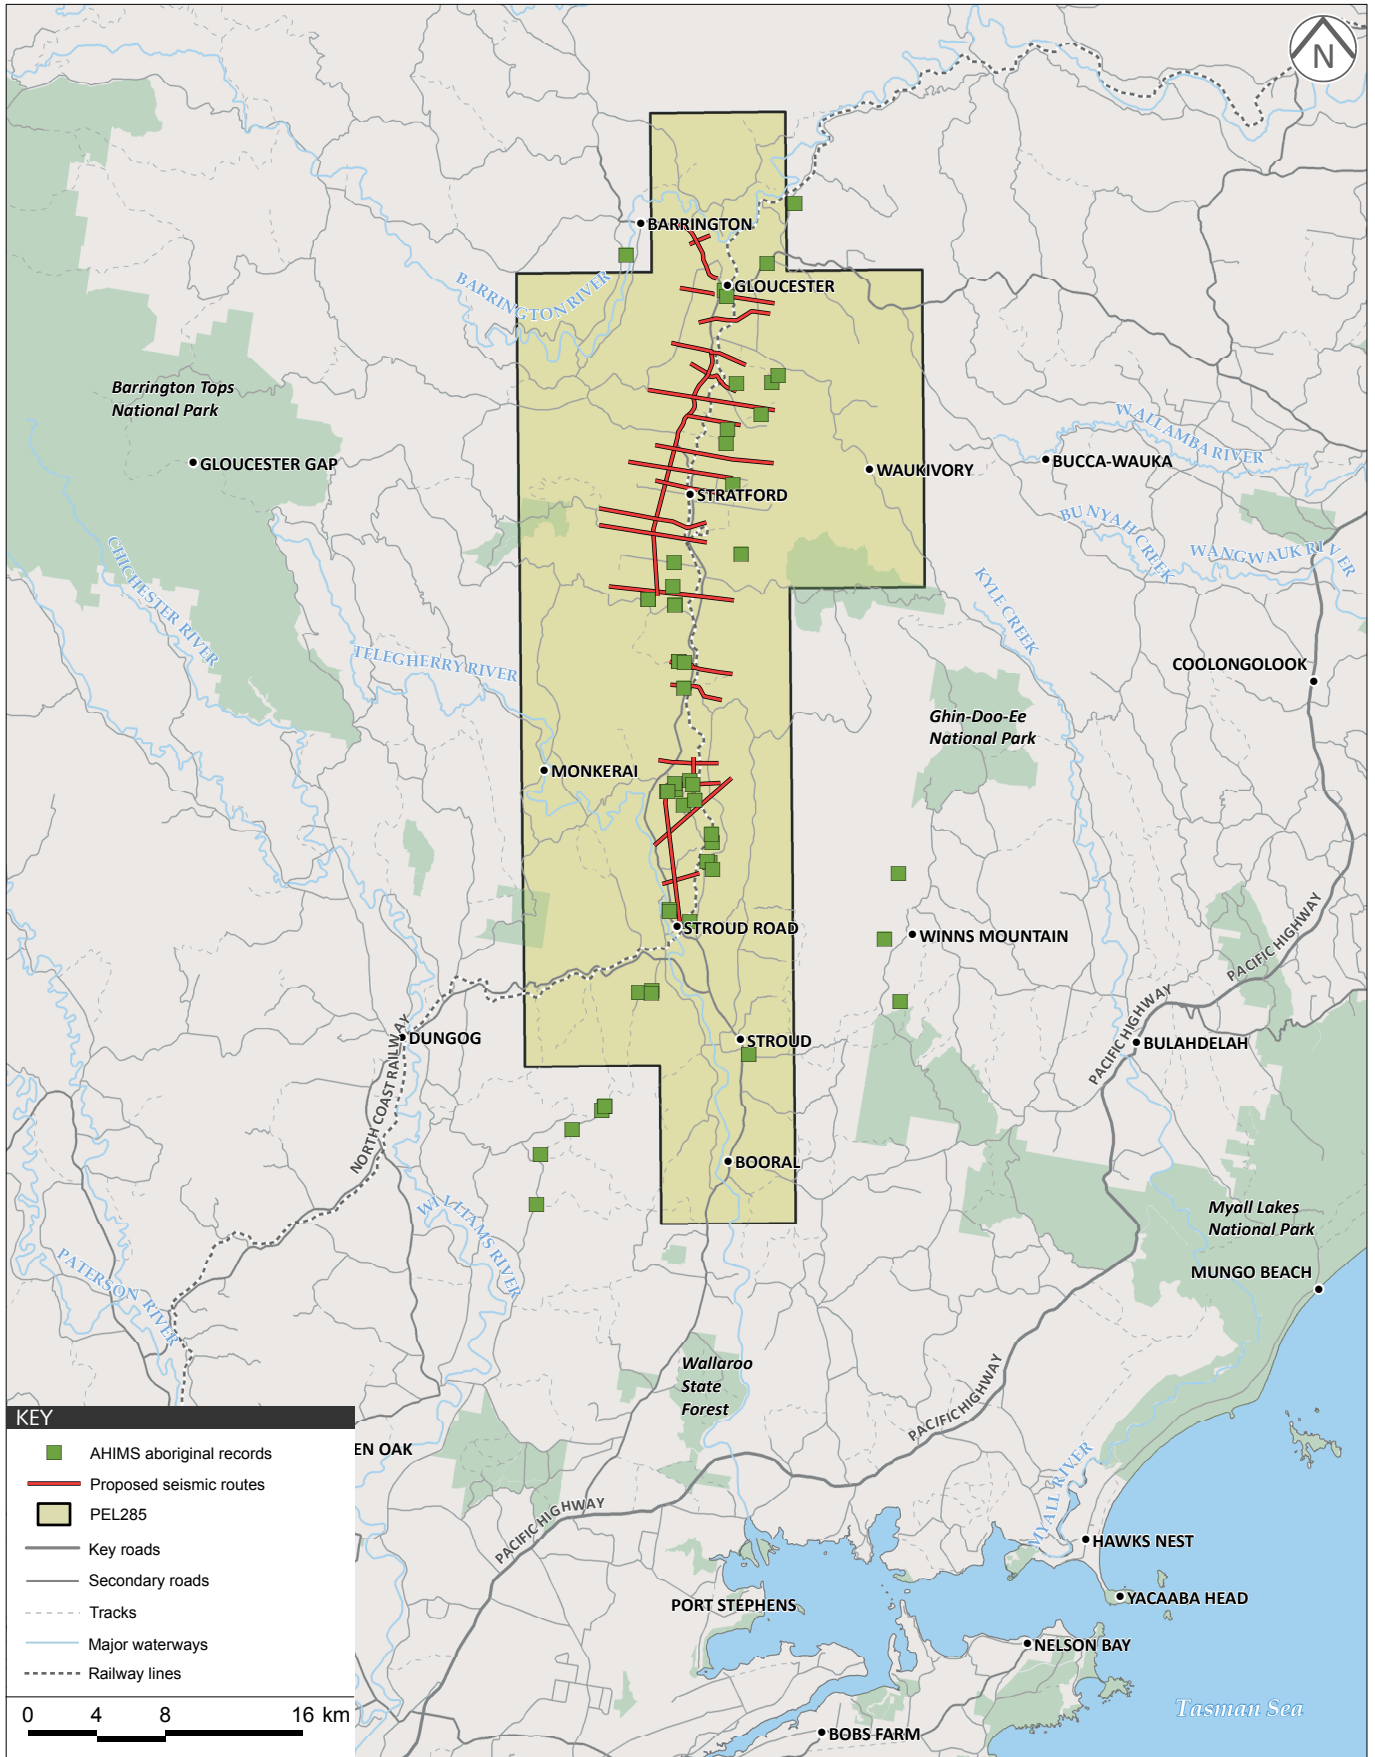 N
BARRINGTON
BARRINGTON RIVER
GLOUCESTER
Barrington Tops
National Park
GLOUCESTER GAP
WALLAMBA RIVER
BUCCA-WAUKA
WAUKIVORY
STRATFORD
BUNYAH CREEK
WANGWAUK RIVER
CHICHESTER RIVER
KYLE CREEK
TELEGHERRY RIVER
COOLONGOLOOK
Ghin-Doo-Ee
National Park
MONKERAI
STROUD ROAD
WINNS MOUNTAIN
PACIFIC HIGHWAY
PACIFIC HIGHWAY
DUNGOG
STROUD
BULAHDELAH
NORTH COAST RAILWAY
BOORAL
WILLIAMS RIVER
Myall Lakes
National Park
PATERSON RIVER
MUNGO BEACH
Wallaroo
State
Forest
PACIFIC HIGHWAY
EN OAK
PACIFIC HIGHWAY
MYALL RIVER
HAWKS NEST
PORT STEPHENS
YACAABA HEAD
NELSON BAY
Tasman Sea
BOBS FARM
KEY
AHIMS aboriginal records
Proposed seismic routes
PEL285
Key roads
Secondary roads
Tracks
Major waterways
Railway lines
0 4 8 16 km